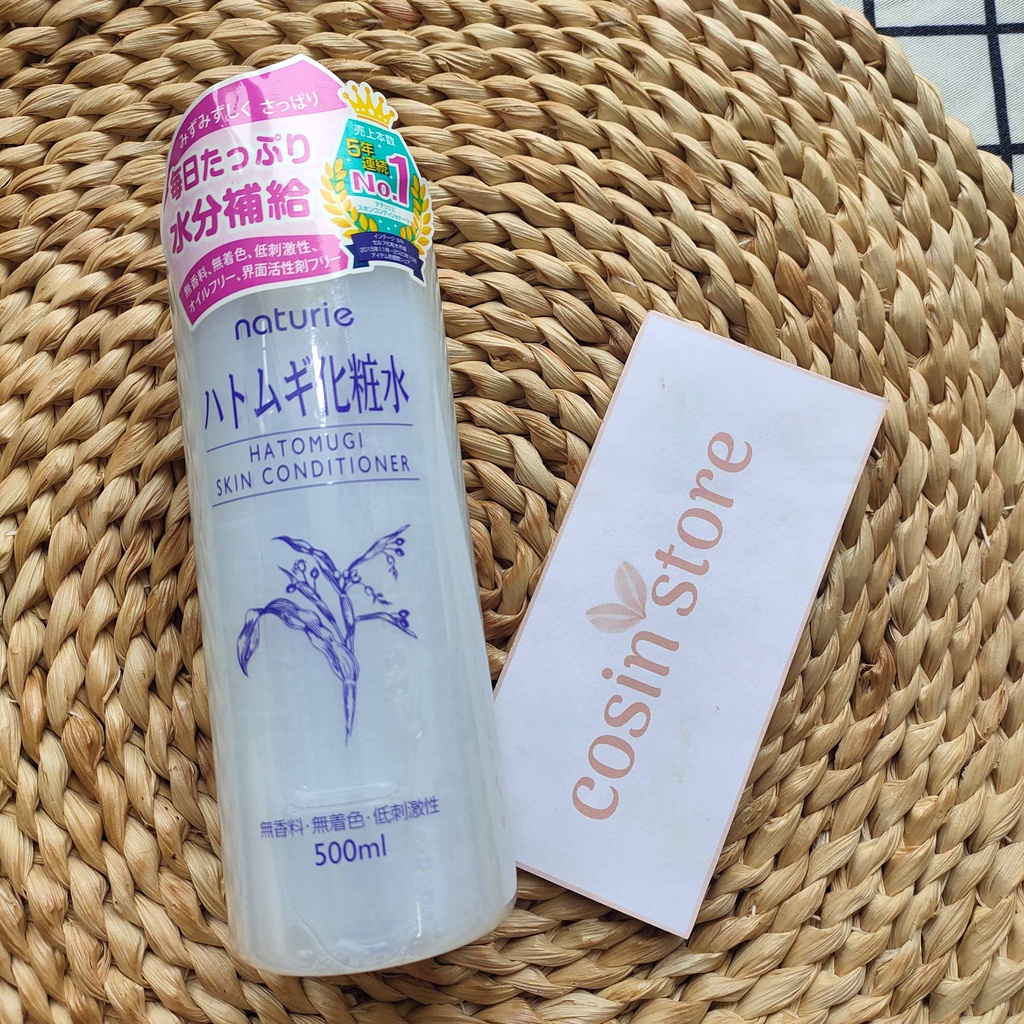 みずみずしく さっぱり
毎日たっぷり
水分補給
無香料、無着色、低刺激性、
オイルフリー、界面活性剤フリー
売上本数
5年
連続
No.1
naturie
ハトムギ化粧水
HATOMUGI
SKIN CONDITIONER
無香料・無着色・低刺激性
500ml
cosin store